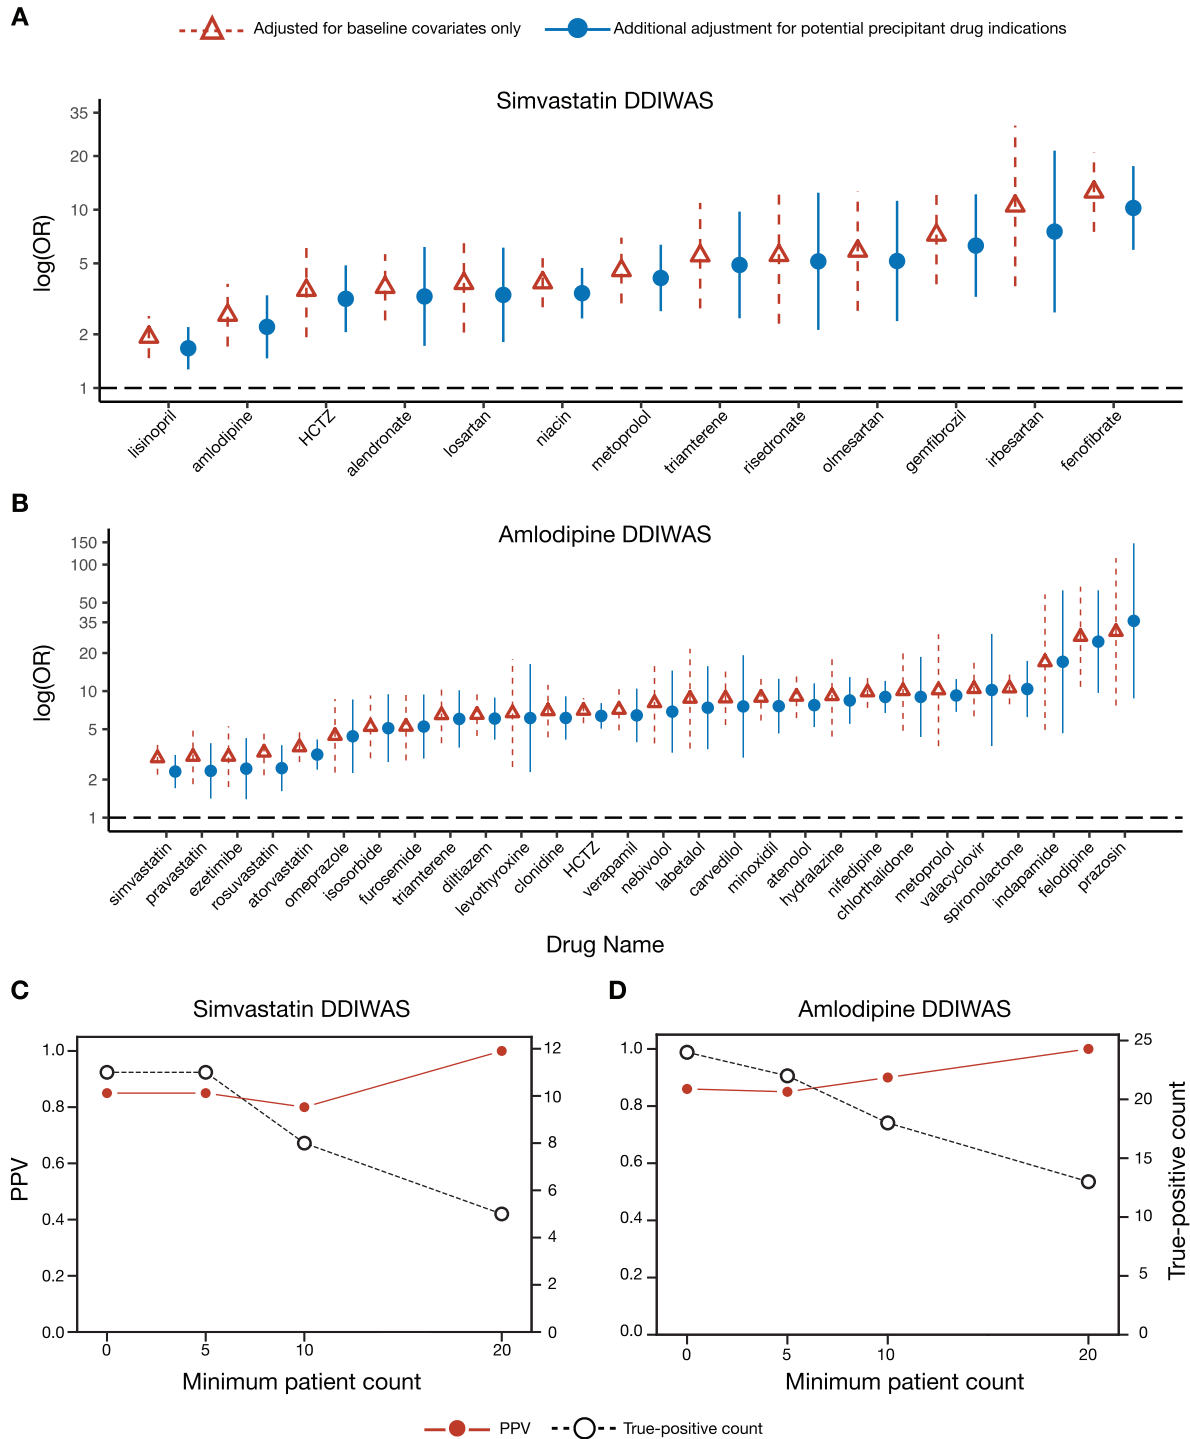 A
Adjusted for baseline covariates only
Additional adjustment for potential precipitant drug indications
Simvastatin DDIWAS
log(OR)
35
20
10
5
2
1
lisinopril
amlodipine
HCTZ
alendronate
losartan
niacin
metoprolol
triamterene
risedronate
olmesartan
gemfibrozil
irbesartan
fenofibrate
B
Amlodipine DDIWAS
log(OR)
150
100
50
35
20
10
5
2
1
simvastatin
pravastatin
ezetimibe
rosuvastatin
atorvastatin
omeprazole
isosorbide
furosemide
triamterene
diltiazem
levothyroxine
clonidine
HCTZ
verapamil
nebivolol
labetalol
carvedilol
minoxidil
atenolol
hydralazine
nifedipine
chlorthalidone
metoprolol
valacyclovir
spironolactone
indapamide
felodipine
prazosin
Drug Name
C
Simvastatin DDIWAS
PPV
1.0
0.8
0.6
0.4
0.2
0.0
12
10
8
6
4
2
0
0
5
10
20
Minimum patient count
D
Amlodipine DDIWAS
1.0
0.8
0.6
0.4
0.2
0.0
25
20
15
10
5
0
True-positive count
0
5
10
20
Minimum patient count
PPV
True-positive count